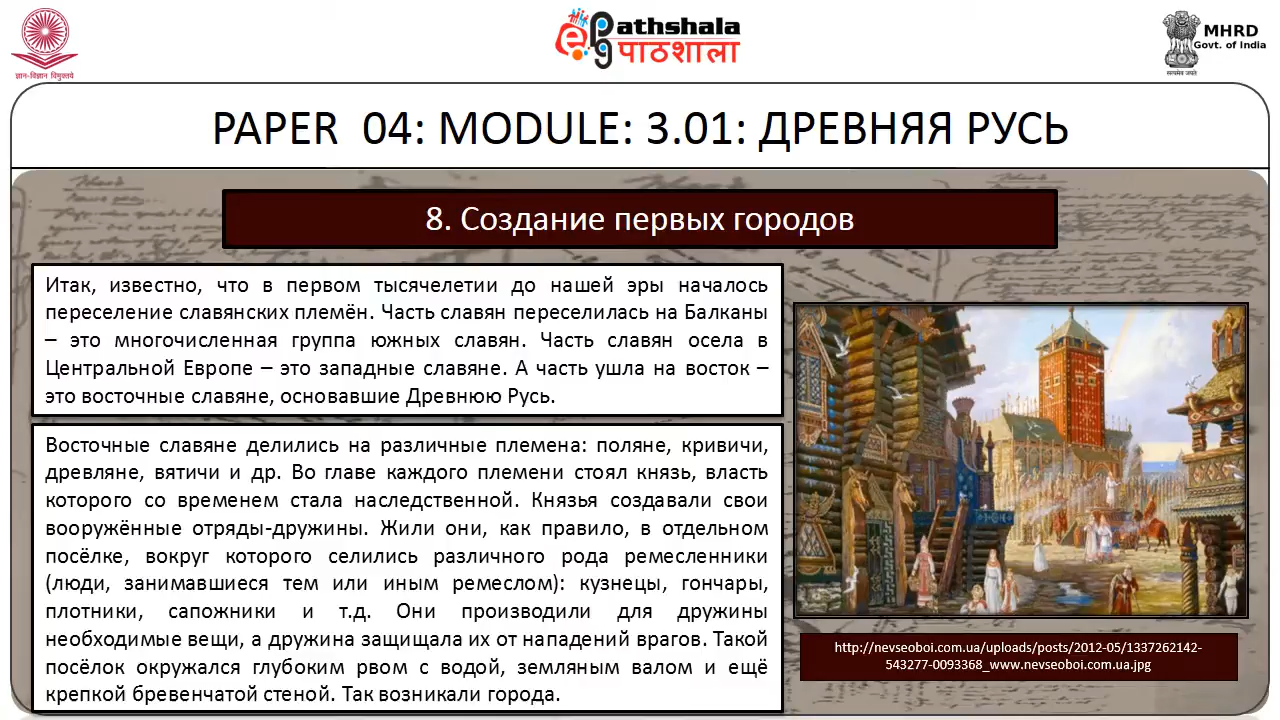 ज्ञान-विज्ञान विमुक्तये
ePathshala
पाठशाला
MHRD
Govt. of India
सत्यमेव जयते
PAPER 04: MODULE: 3.01: ДРЕВНЯЯ РУСЬ
8. Создание первых городов
Итак, известно, что в первом тысячелетии до нашей эры началось
переселение славянских племён. Часть славян переселилась на Балканы
– это многочисленная группа южных славян. Часть славян осела в
Центральной Европе – это западные славяне. А часть ушла на восток –
это восточные славяне, основавшие Древнюю Русь.
Восточные славяне делились на различные племена: поляне, кривичи,
древляне, вятичи и др. Во главе каждого племени стоял князь, власть
которого со временем стала наследственной. Князья создавали свои
вооружённые отряды-дружины. Жили они, как правило, в отдельном
посёлке, вокруг которого селились различного рода ремесленники
(люди, занимавшиеся тем или иным ремеслом): кузнецы, гончары,
плотники, сапожники и т.д. Они производили для дружины
необходимые вещи, а дружина защищала их от нападений врагов. Такой
посёлок окружался глубоким рвом с водой, земляным валом и ещё
крепкой бревенчатой стеной. Так возникали города.
http://nevseoboi.com.ua/uploads/posts/2012-05/1337262142-
543277-0093368_www.nevseoboi.com.ua.jpg